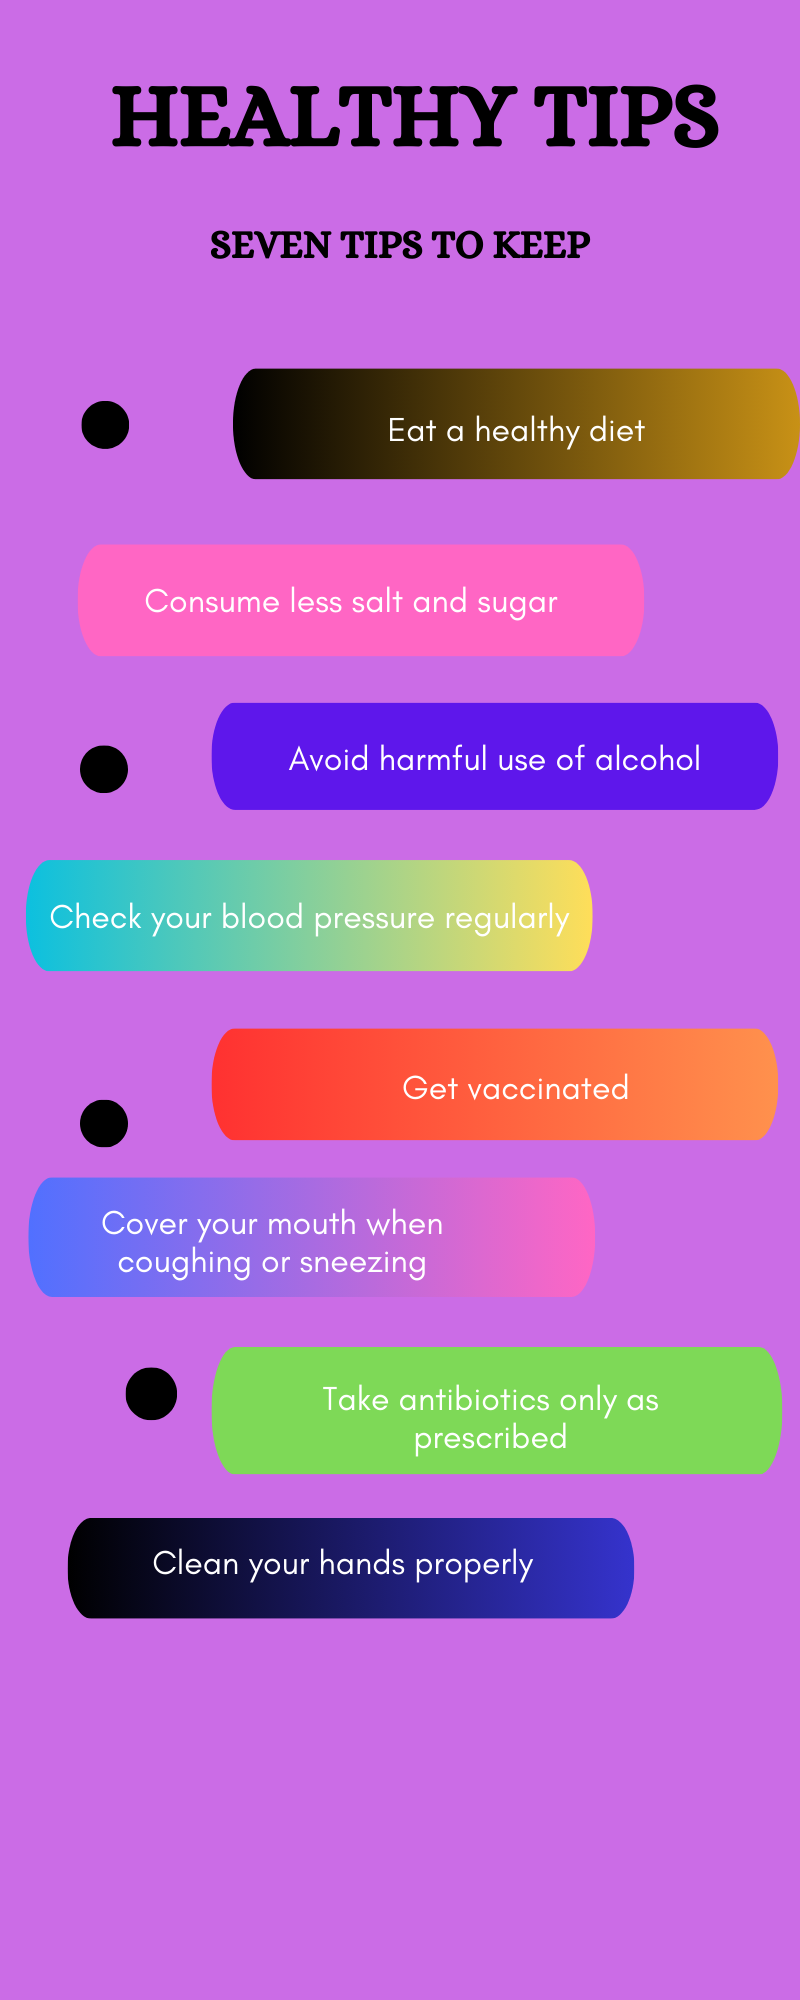 HEALTHY TIPS
SEVEN TIPS TO KEEP
Eat a healthy diet
Consume less salt and sugar
Avoid harmful use of alcohol
Check your blood pressure regularly
Get vaccinated
Cover your mouth when
coughing or sneezing
Take antibiotics only as
prescribed
Clean your hands properly